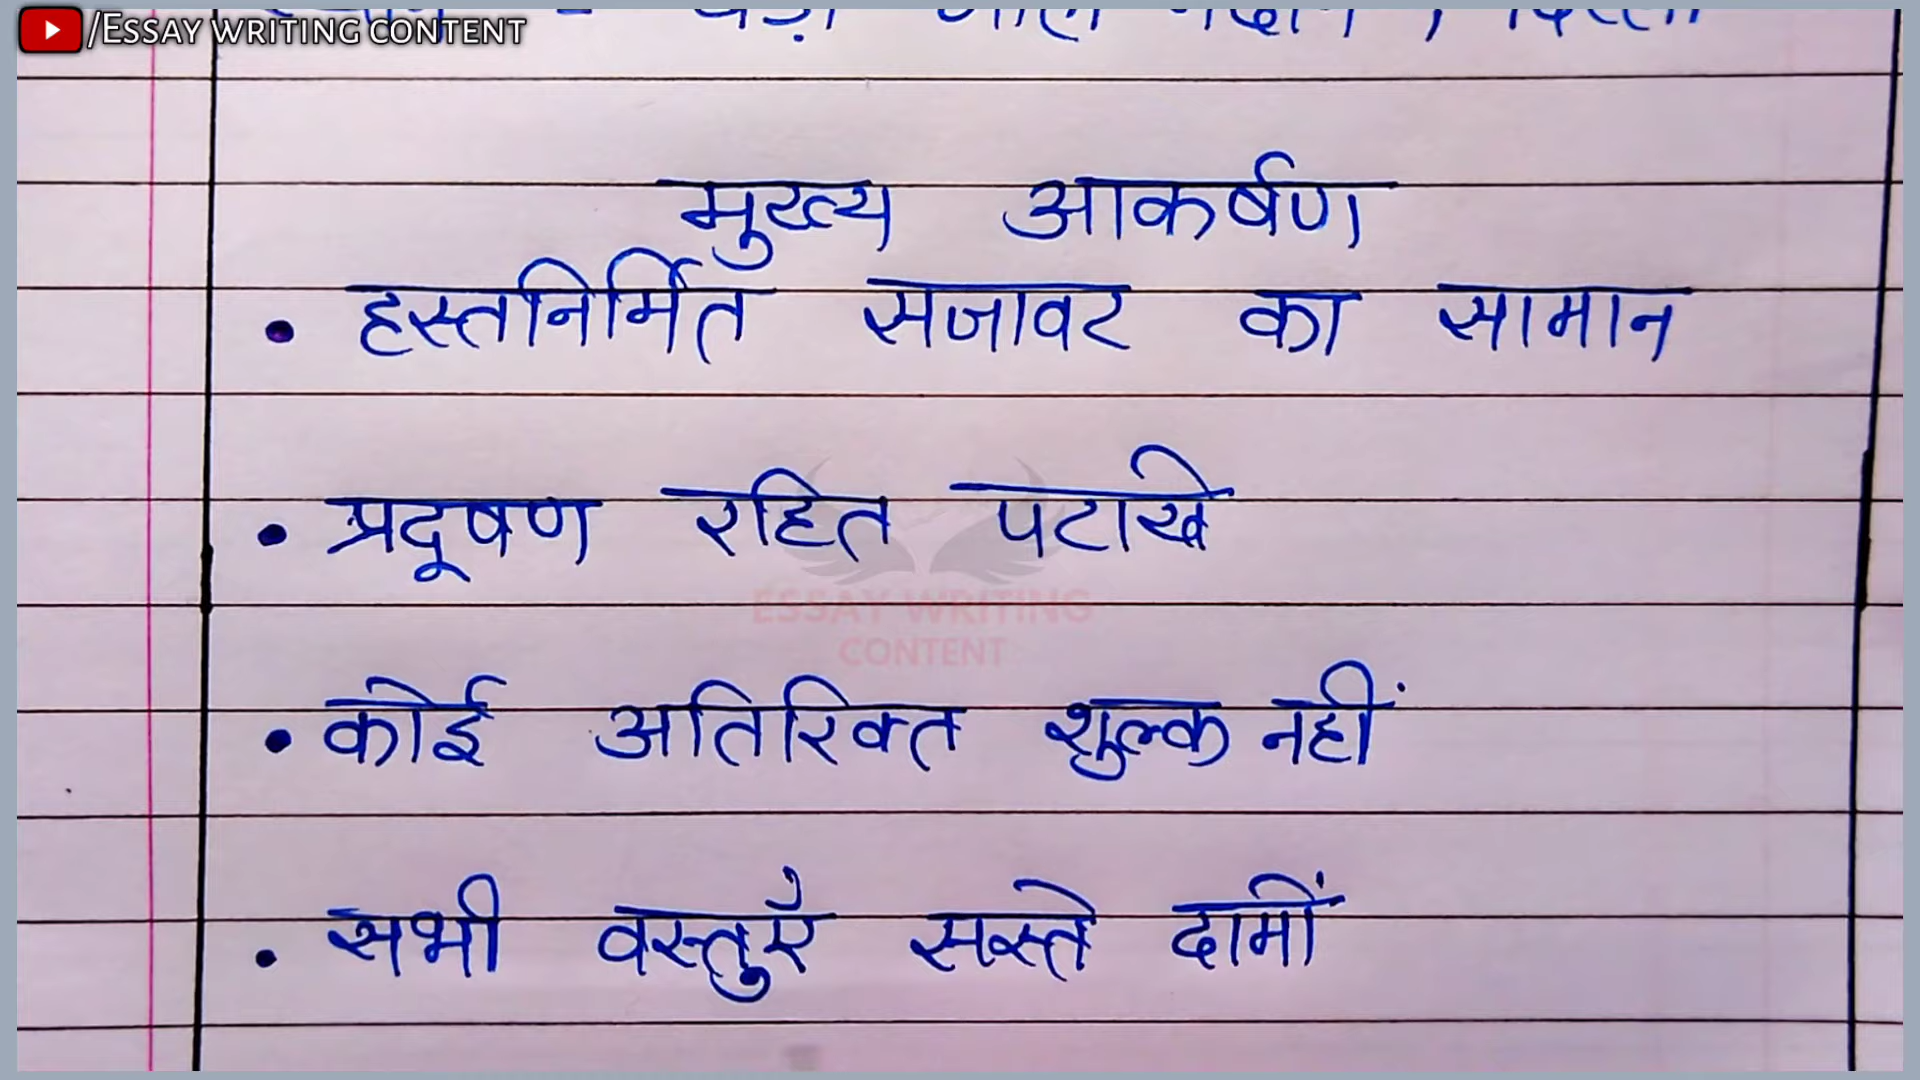 /Essay writing content
मुख्य आकर्षण
• हस्तनिर्मित सजावट का सामान
• प्रदूषण रहित पटाखे
ESSAY WRITING
CONTENT
• कोई अतिरिक्त शुल्क नहीं
• सभी वस्तुएँ सस्ते दामों